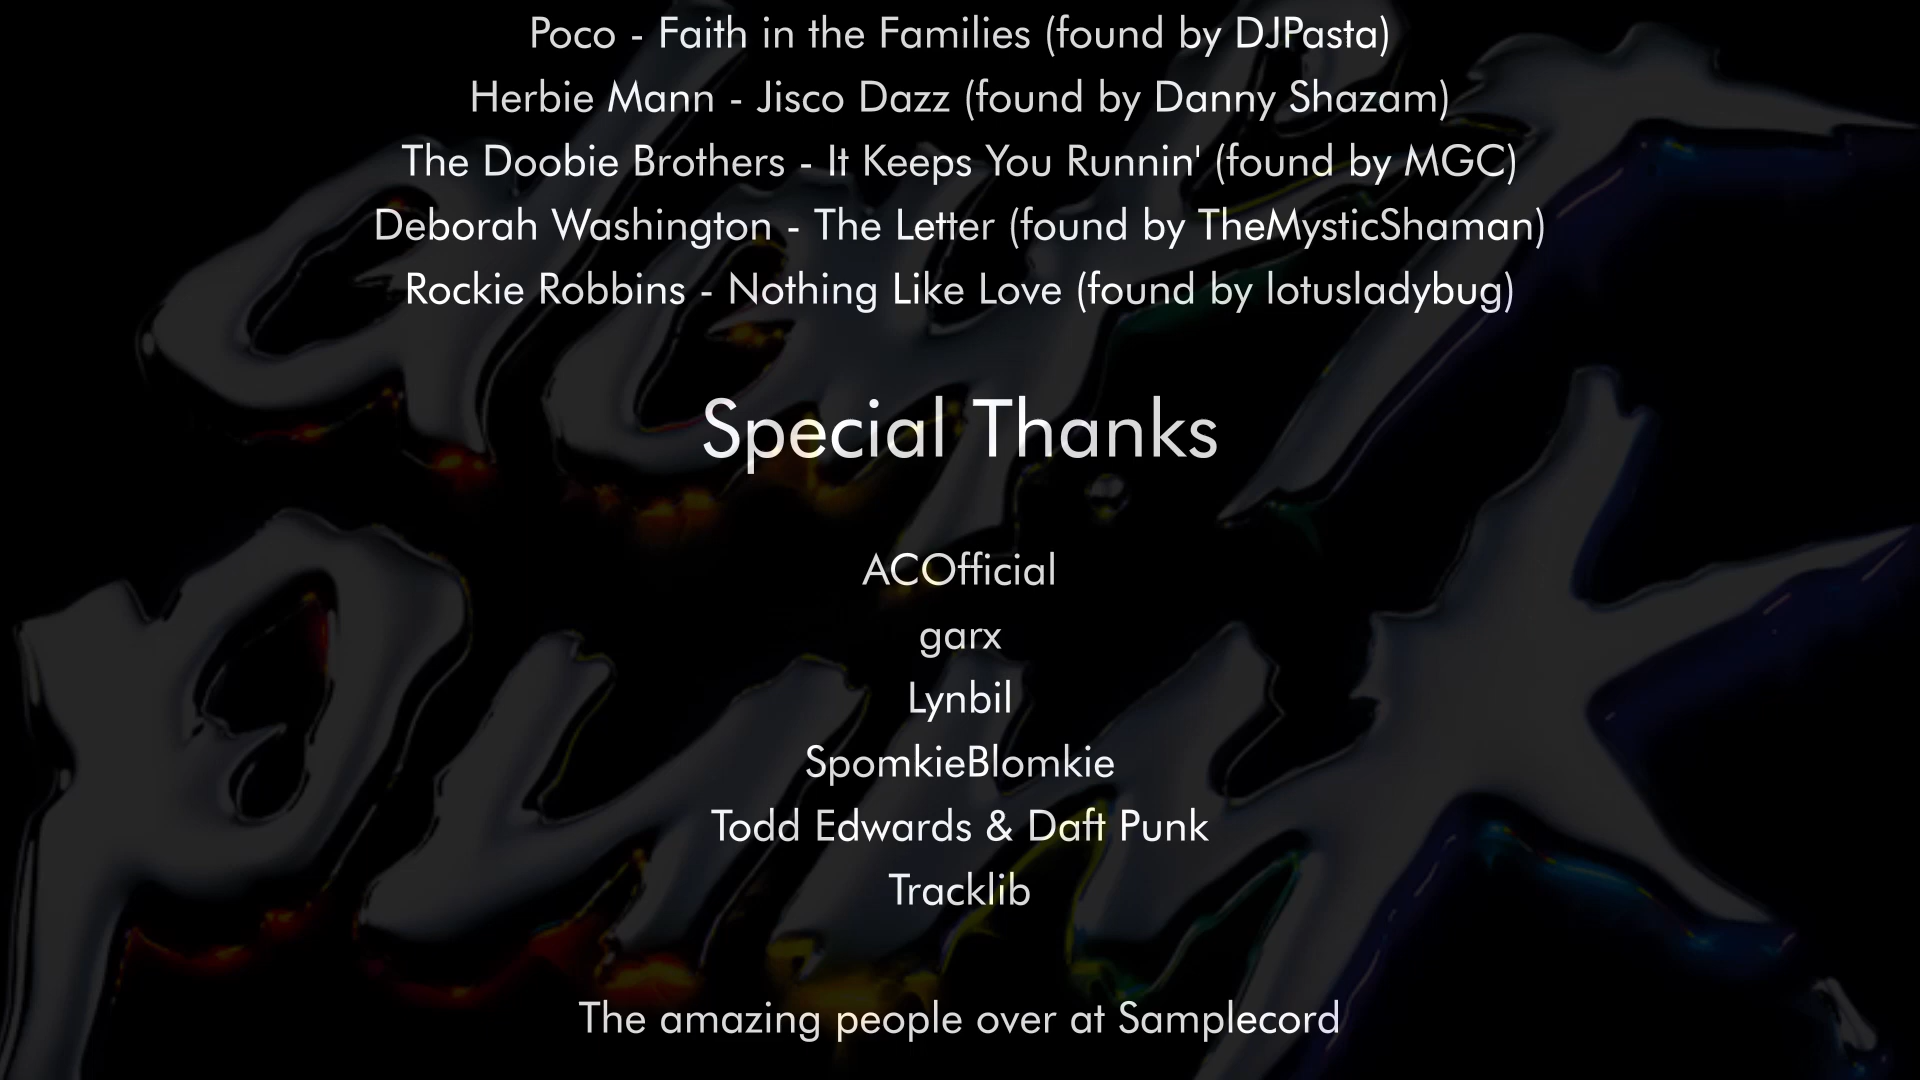 Poco - Faith in the Families (found by DJPasta)
Herbie Mann - Jisco Dazz (found by Danny Shazam)
The Doobie Brothers - It Keeps You Runnin' (found by MGC)
Deborah Washington - The Letter (found by TheMysticShaman)
Rockie Robbins - Nothing Like Love (found by lotusladybug)
Special Thanks
ACOfficial
garx
Lynbil
SpomkieBlomkie
Todd Edwards & Daft Punk
Tracklib
The amazing people over at Samplecord
daft
punk